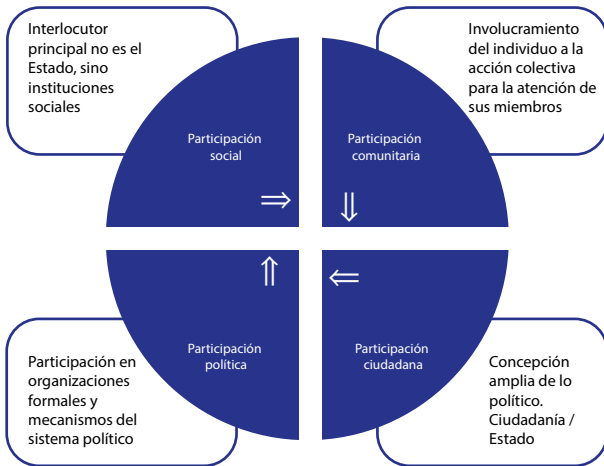 Interlocutor
principal no es el
Estado, sino
instituciones
sociales
Involucramiento
del individuo a la
acción colectiva
para la atención de
sus miembros
Participación
social
Participación
comunitaria
Participación
política
Participación
ciudadana
Participación en
organizaciones
formales y
mecanismos del
sistema político
Concepción
amplia de lo
político.
Ciudadanía /
Estado